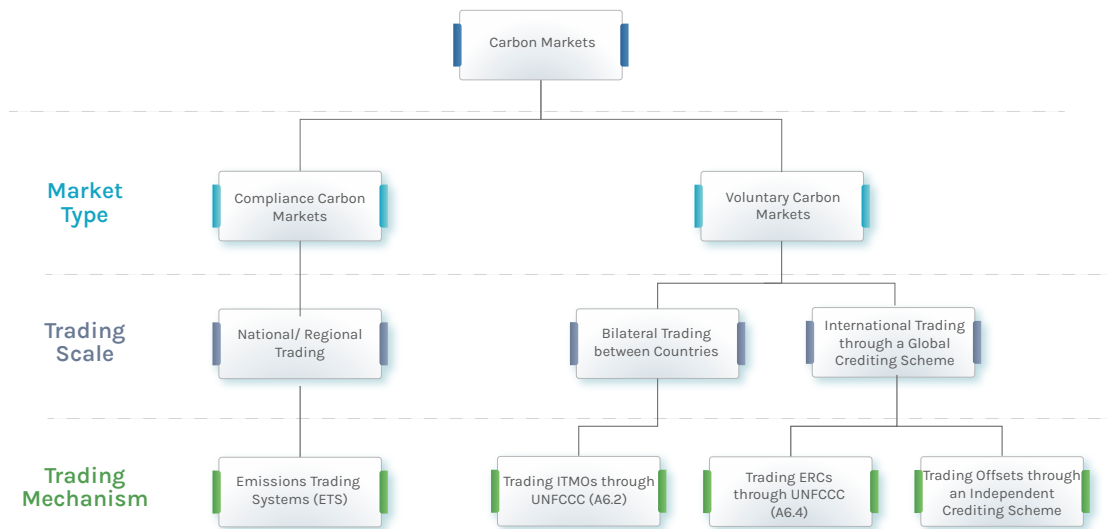 Carbon Markets
Market
Type
Compliance Carbon
Markets
Voluntary Carbon
Markets
Trading
Scale
National/ Regional
Trading
Bilateral Trading
between Countries
International Trading
through a Global
Crediting Scheme
Trading
Mechanism
Emissions Trading
Systems (ETS)
Trading ITMOs through
UNFCCC (A6.2)
Trading ERCs
through UNFCCC
(A6.4)
Trading Offsets through
an Independent
Crediting Scheme